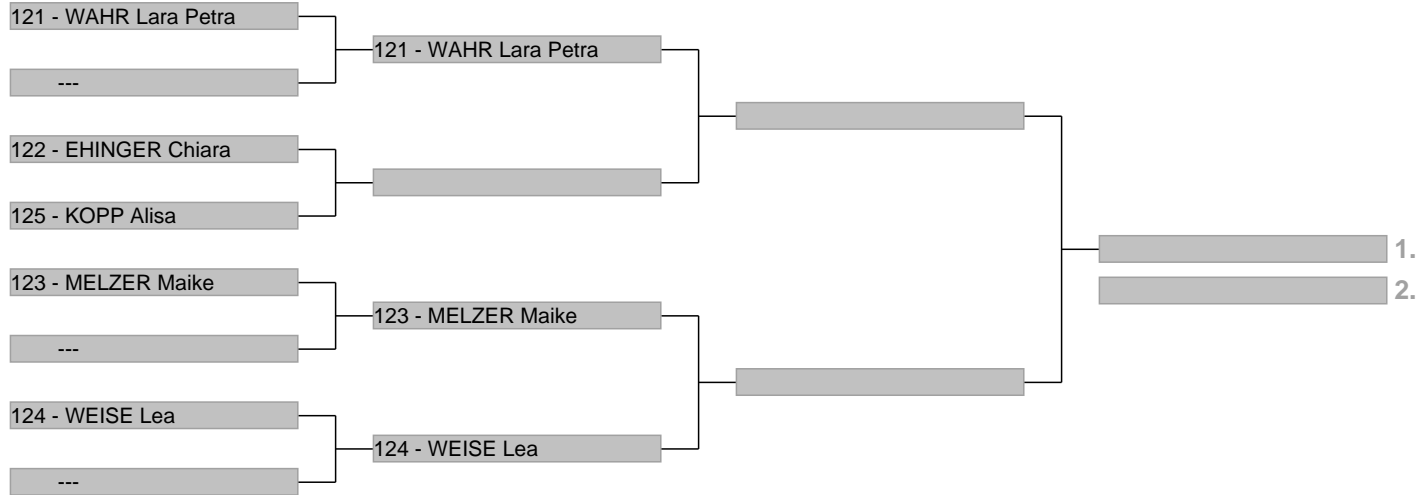 121 - WAHR Lara Petra
---
122 - EHINGER Chiara
125 - KOPP Alisa
123 - MELZER Maike
---
124 - WEISE Lea
---
121 - WAHR Lara Petra
123 - MELZER Maike
124 - WEISE Lea
1.
2.